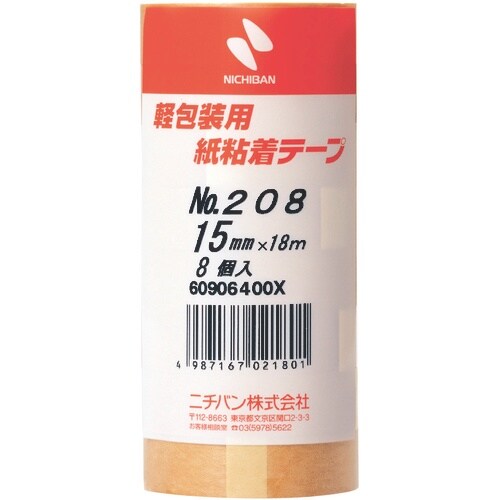 NICHIBAN
軽包装用
紙粘着テープ
No.208
15mm×18m
8個入
60906400X
4 987167 021801
ニチバン株式会社
〒112-8663 東京都文京区関口2-3-3
お客様相談室 ☎03(5978)5622